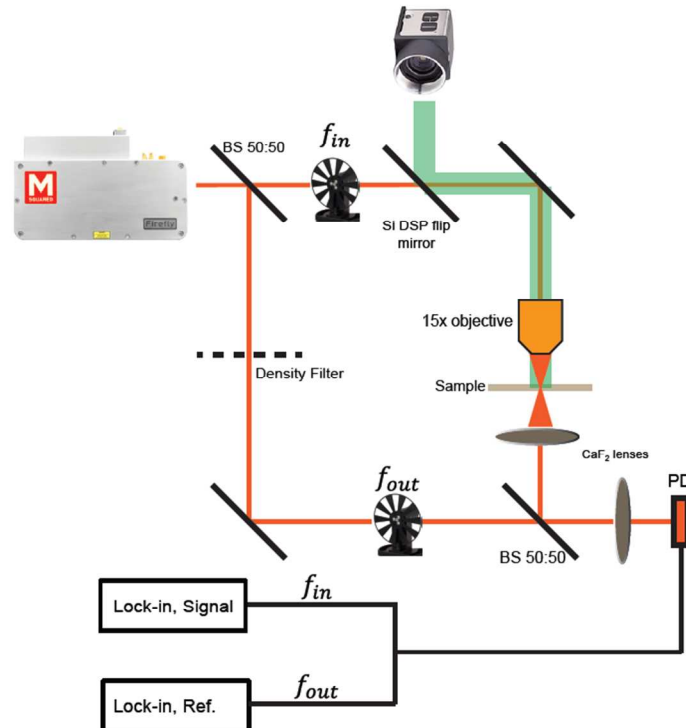 BS 50:50
f_in
M
SQUARED
Firefly
SI DSP flip
mirror
15x objective
Density Filter
Sample
CaF₂ lenses
f_out
PD
BS 50:50
Lock-in, Signal
f_in
Lock-in, Ref.
f_out